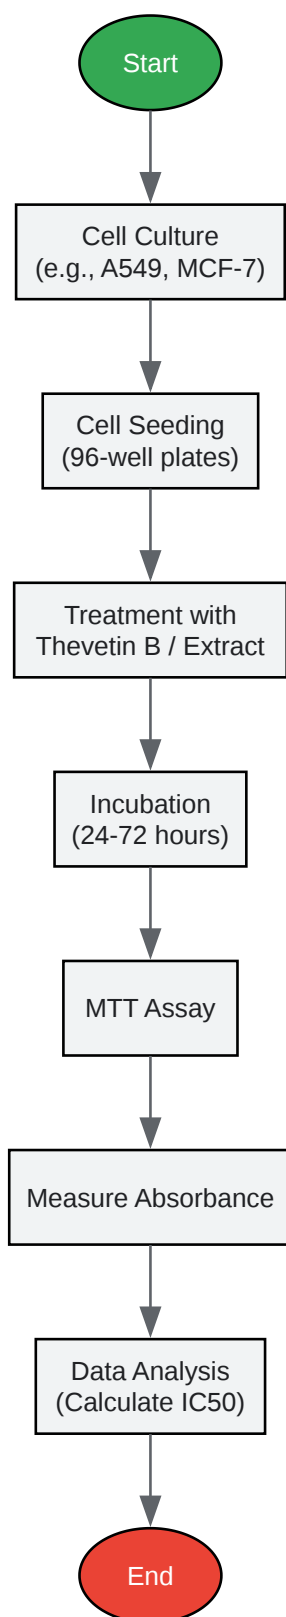 Start
Cell Culture
(e.g., A549, MCF-7)
Cell Seeding
(96-well plates)
Treatment with
Thevetin B / Extract
Incubation
(24-72 hours)
MTT Assay
Measure Absorbance
Data Analysis
(Calculate IC50)
End